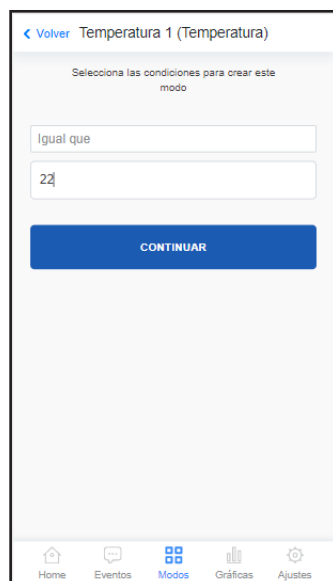 Volver Temperatura 1 (Temperatura)
Selecciona las condiciones para crear este
modo
Igual que
22
CONTINUAR
Home Eventos Modos Gráficas Ajustes